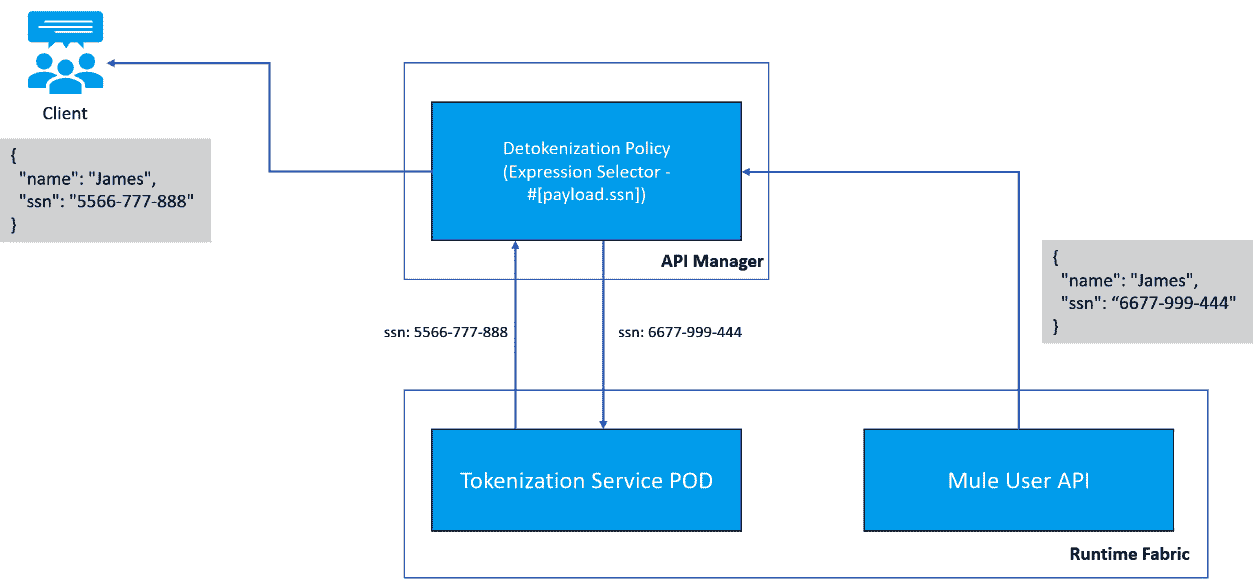 Client
{
"name": "James",
"ssn": "5566-777-888"
}
Detokenization Policy
(Expression Selector -
#[payload.ssn])
API Manager
{
"name": "James",
"ssn": “6677-999-444"
}
ssn: 5566-777-888
ssn: 6677-999-444
Tokenization Service POD
Mule User API
Runtime Fabric